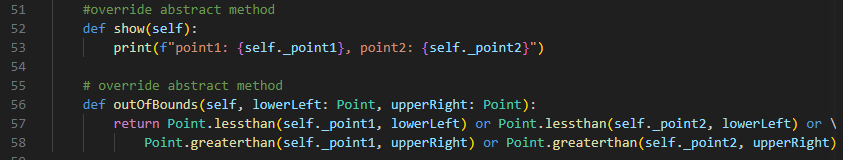 51 #override abstract method
52 def show(self):
53 print(f"point1: {self._point1}, point2: {self._point2}")
54
55 # override abstract method
56 def outOfBounds(self, lowerLeft: Point, upperRight: Point):
57 return Point.lessthan(self._point1, lowerLeft) or Point.lessthan(self._point2, lowerLeft) or \
58 Point.greaterthan(self._point1, upperRight) or Point.greaterthan(self._point2, upperRight)